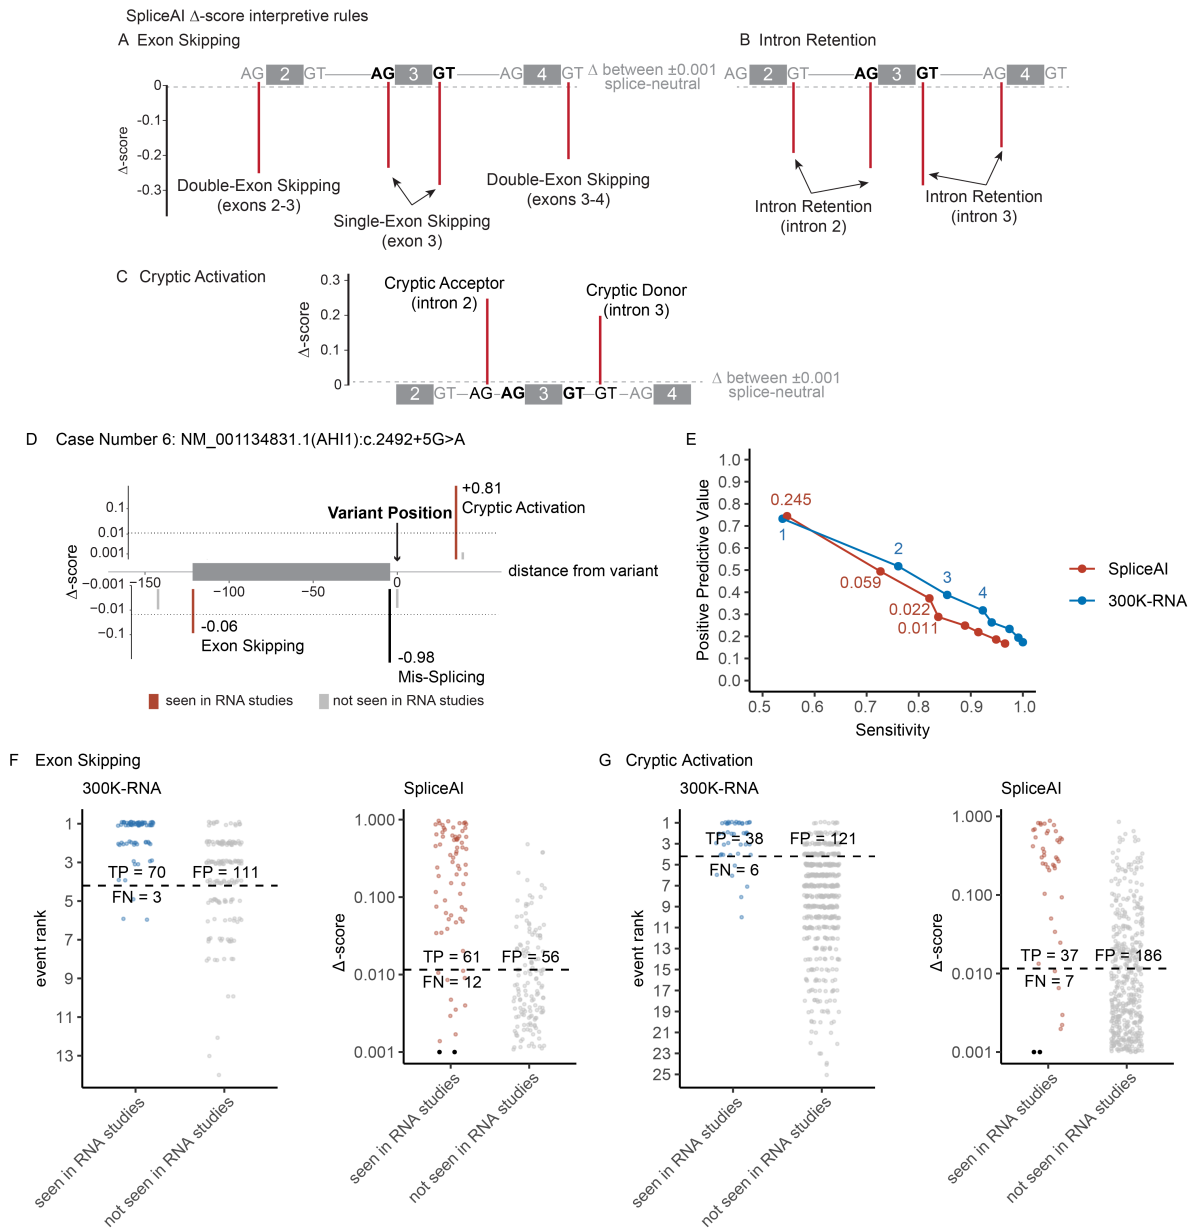 SpliceAI Δ-score interpretive rules
A Exon Skipping
AG 2 GT AG 3 GT AG 4 GT
Δ between ±0.001
splice-neutral
Δ-score
0
-0.1
-0.2
-0.3
Double-Exon Skipping
(exons 2-3)
Single-Exon Skipping
(exon 3)
Double-Exon Skipping
(exons 3-4)
B Intron Retention
AG 2 GT AG 3 GT AG 4 GT
Intron Retention
(intron 2)
Intron Retention
(intron 3)
C Cryptic Activation
Δ-score
0.3
0.2
0.1
0
Cryptic Acceptor
(intron 2)
Cryptic Donor
(intron 3)
2 GT AG AG 3 GT GT AG 4
Δ between ±0.001
splice-neutral
D Case Number 6: NM_001134831.1(AHI1):c.2492+5G>A
Δ-score
0.1
0.01
0.001
−0.001
−0.01
−0.1
+0.81
Cryptic Activation
Variant Position
distance from variant
−150 −100 −50 0
-0.06
Exon Skipping
-0.98
Mis-Splicing
seen in RNA studies
not seen in RNA studies
E
Positive Predictive Value
1.0
0.9
0.8
0.7
0.6
0.5
0.4
0.3
0.2
0.1
0.0
0.245
1
2
0.059
3
0.022
4
0.011
0.5 0.6 0.7 0.8 0.9 1.0
Sensitivity
SpliceAI
300K-RNA
F Exon Skipping
300K-RNA
event rank
1
3
5
7
9
11
13
TP = 70 FP = 111
FN = 3
seen in RNA studies
not seen in RNA studies
SpliceAI
Δ-score
1.000
0.100
0.010
0.001
TP = 61 FP = 56
FN = 12
seen in RNA studies
not seen in RNA studies
G Cryptic Activation
300K-RNA
event rank
1
3
5
7
9
11
13
15
17
19
21
23
25
TP = 38 FP = 121
FN = 6
seen in RNA studies
not seen in RNA studies
SpliceAI
Δ-score
1.000
0.100
0.010
0.001
TP = 37 FP = 186
FN = 7
seen in RNA studies
not seen in RNA studies